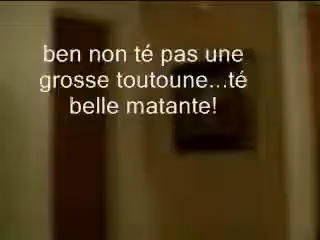 ben non té pas une
grosse toutoune...té
belle matante!